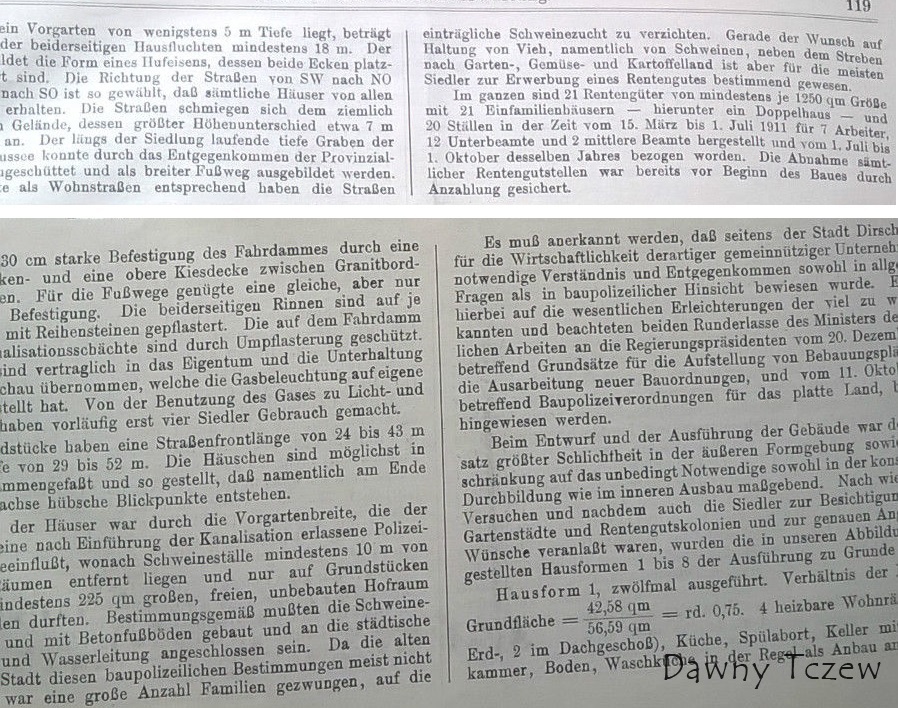 119
ein Vorgarten von wenigstens 5 m Tiefe liegt, beträgt
der beiderseitigen Hausfluchten mindestens 18 m. Der
ldet die Form eines Hufeisens, dessen beide Ecken platz-
t sind. Die Richtung der Straßen von SW nach NO
nach SO ist so gewählt, daß sämtliche Häuser von allen
erhalten. Die Straßen schmiegen sich dem ziemlich
Gelände, dessen größter Höhenunterschied etwa 7 m
an. Der längs der Siedlung laufende tiefe Graben der
ussee konnte durch das Entgegenkommen der Provinzial-
ugeschüttet und als breiter Fußweg ausgebildet werden.
e als Wohnstraßen entsprechend haben die Straßen
einträgliche Schweinezucht zu verzichten. Gerade der Wunsch auf
Haltung von Vieh, namentlich von Schweinen, neben dem Streben
nach Garten-, Gemüse- und Kartoffelland ist aber für die meisten
Siedler zur Erwerbung eines Rentengutes bestimmend gewesen.
Im ganzen sind 21 Rentengüter von mindestens je 1250 qm Größe
mit 21 Einfamilienhäusern — hierunter ein Doppelhaus — und
20 Ställen in der Zeit vom 15. März bis 1. Juli 1911 für 7 Arbeiter,
12 Unterbeamte und 2 mittlere Beamte hergestellt und vom 1. Juli bis
1. Oktober desselben Jahres bezogen worden. Die Abnahme sämt-
licher Rentengutstellen war bereits vor Beginn des Baues durch
Anzahlung gesichert.
30 cm starke Befestigung des Fahrdammes durch eine
ken- und eine obere Kiesdecke zwischen Granitbord-
en. Für die Fußwege genügte eine gleiche, aber nur
Befestigung. Die beiderseitigen Rinnen sind auf je
mit Reihensteinen gepflastert. Die auf dem Fahrdamm
alisationsschächte sind durch Umpflasterung geschützt.
ind vertraglich in das Eigentum und die Unterhaltung
chau übernommen, welche die Gasbeleuchtung auf eigene
tellt hat. Von der Benutzung des Gases zu Licht- und
haben vorläufig erst vier Siedler Gebrauch gemacht.
dstücke haben eine Straßenfrontlänge von 24 bis 43 m
e von 29 bis 52 m. Die Häuschen sind möglichst in
mmengefaßt und so gestellt, daß namentlich am Ende
achse hübsche Blickpunkte entstehen.
der Häuser war durch die Vorgartenbreite, die der
eine nach Einführung der Kanalisation erlassene Polizei-
eeinflußt, wonach Schweineställe mindestens 10 m von
äumen entfernt liegen und nur auf Grundstücken
indestens 225 qm großen, freien, unbebauten Hofraum
len durften. Bestimmungsgemäß mußten die Schweine-
und mit Betonfußböden gebaut und an die städtische
und Wasserleitung angeschlossen sein. Da die alten
Stadt diesen baupolizeilichen Bestimmungen meist nicht
war eine große Anzahl Familien gezwungen, auf die
Es muß anerkannt werden, daß seitens der Stadt Dirsch
für die Wirtschaftlichkeit derartiger gemeinnütziger Unterneh
notwendige Verständnis und Entgegenkommen sowohl in allg
Fragen als in baupolizeilicher Hinsicht bewiesen wurde. E
hierbei auf die wesentlichen Erleichterungen der viel zu w
kannten und beachteten beiden Runderlasse des Ministers de
lichen Arbeiten an die Regierungspräsidenten vom 20. Dezem
betreffend Grundsätze für die Aufstellung von Bebauungsplä
die Ausarbeitung neuer Bauordnungen, und vom 11. Okto
betreffend Baupolizeiverordnungen für das platte Land, b
hingewiesen werden.
Beim Entwurf und der Ausführung der Gebäude war d
satz größter Schlichtheit in der äußeren Formgebung sowie
schränkung auf das unbedingt Notwendige sowohl in der kons
Durchbildung wie im inneren Ausbau maßgebend. Nach wie
Versuchen und nachdem auch die Siedler zur Besichtigun
Gartenstädte und Rentengutskolonien und zur genauen An
Wünsche veranlaßt waren, wurden die in unseren Abbildu
gestellten Hausformen 1 bis 8 der Ausführung zu Grunde
Hausform 1, zwölfmal ausgeführt. Verhältnis der
Grundfläche = 42,58 qm / 56,59 qm = rd. 0,75. 4 heizbare Wohnrä
Erd-, 2 im Dachgeschoß), Küche, Spülabort, Keller mi
kammer, Boden, Waschküche in der Regel als Anbau an
Dawny Tczew